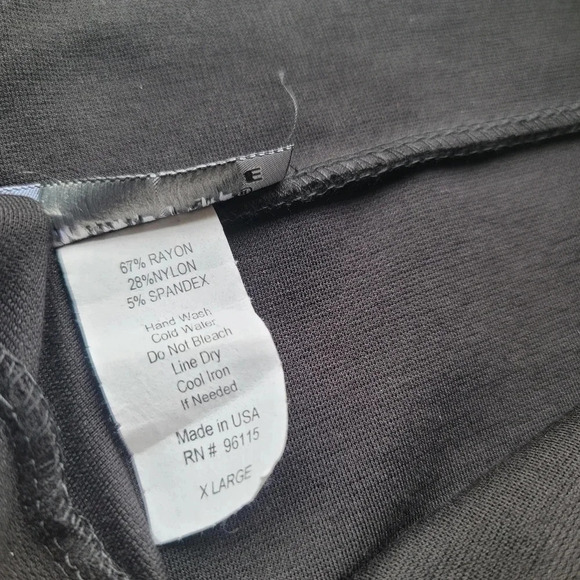 67% RAYON
28%NYLON
5% SPANDEX
Hand Wash
Cold Water
Do Not Bleach
Line Dry
Cool Iron
If Needed
Made in USA
RN # 96115
X LARGE